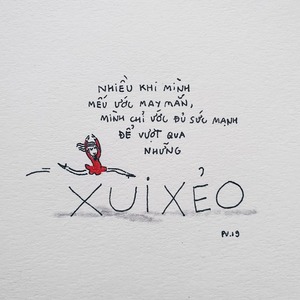 NHIỀU KHI MÌNH
MẾU ƯỚC MAY MẮN,
MÌNH CHỈ ƯỚC ĐỦ SỨC MẠNH
ĐỂ VƯỢT QUA
NHỮNG
XUI XẺO
PV.19